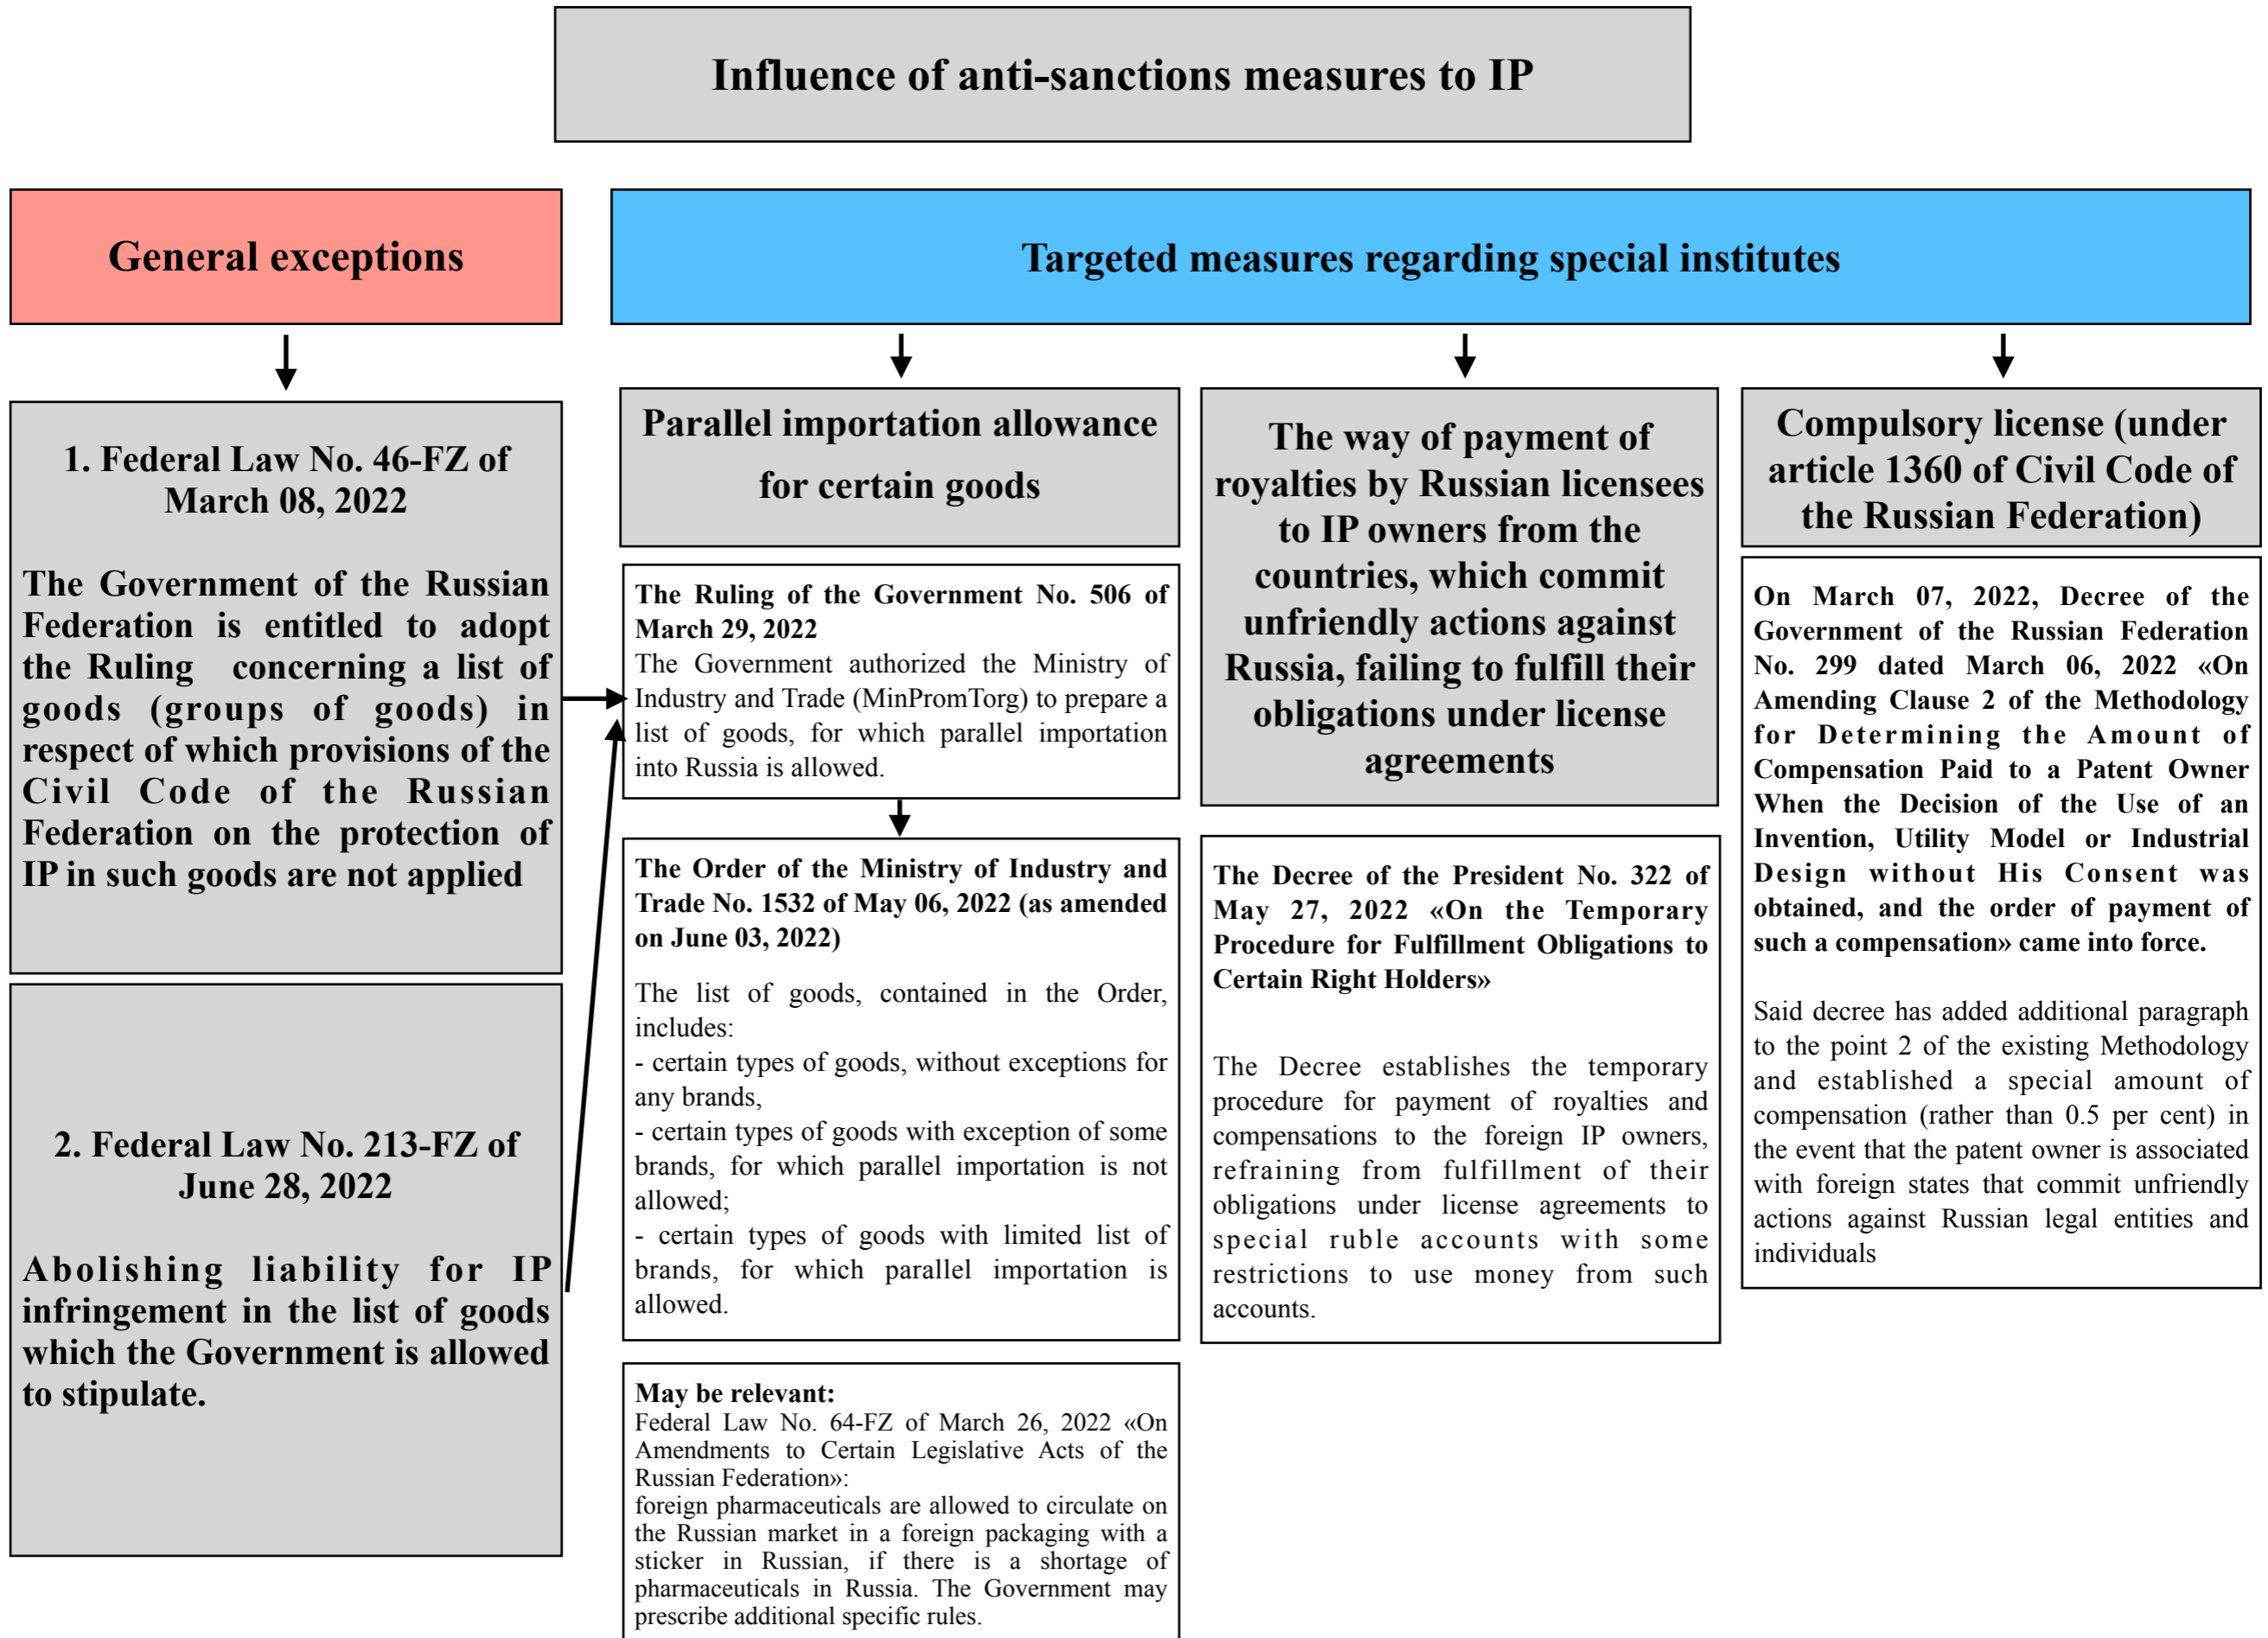 Influence of anti-sanctions measures to IP
General exceptions
Targeted measures regarding special institutes
1. Federal Law No. 46-FZ of
March 08, 2022
The Government of the Russian
Federation is entitled to adopt
the Ruling concerning a list of
goods (groups of goods) in
respect of which provisions of the
Civil Code of the Russian
Federation on the protection of
IP in such goods are not applied
2. Federal Law No. 213-FZ of
June 28, 2022
Abolishing liability for IP
infringement in the list of goods
which the Government is allowed
to stipulate.
Parallel importation allowance
for certain goods
The Ruling of the Government No. 506 of
March 29, 2022
The Government authorized the Ministry of
Industry and Trade (MinPromTorg) to prepare a
list of goods, for which parallel importation
into Russia is allowed.
The Order of the Ministry of Industry and
Trade No. 1532 of May 06, 2022 (as amended
on June 03, 2022)
The list of goods, contained in the Order,
includes:
- certain types of goods, without exceptions for
any brands,
- certain types of goods with exception of some
brands, for which parallel importation is not
allowed;
- certain types of goods with limited list of
brands, for which parallel importation is
allowed.
May be relevant:
Federal Law No. 64-FZ of March 26, 2022 «On
Amendments to Certain Legislative Acts of the
Russian Federation»:
foreign pharmaceuticals are allowed to circulate on
the Russian market in a foreign packaging with a
sticker in Russian, if there is a shortage of
pharmaceuticals in Russia. The Government may
prescribe additional specific rules.
The way of payment of
royalties by Russian licensees
to IP owners from the
countries, which commit
unfriendly actions against
Russia, failing to fulfill their
obligations under license
agreements
The Decree of the President No. 322 of
May 27, 2022 «On the Temporary
Procedure for Fulfillment Obligations to
Certain Right Holders»
The Decree establishes the temporary
procedure for payment of royalties and
compensations to the foreign IP owners,
refraining from fulfillment of their
obligations under license agreements to
special ruble accounts with some
restrictions to use money from such
accounts.
Compulsory license (under
article 1360 of Civil Code of
the Russian Federation)
On March 07, 2022, Decree of the
Government of the Russian Federation
No. 299 dated March 06, 2022 «On
Amending Clause 2 of the Methodology
for Determining the Amount of
Compensation Paid to a Patent Owner
When the Decision of the Use of an
Invention, Utility Model or Industrial
Design without His Consent was
obtained, and the order of payment of
such a compensation» came into force.
Said decree has added additional paragraph
to the point 2 of the existing Methodology
and established a special amount of
compensation (rather than 0.5 per cent) in
the event that the patent owner is associated
with foreign states that commit unfriendly
actions against Russian legal entities and
individuals